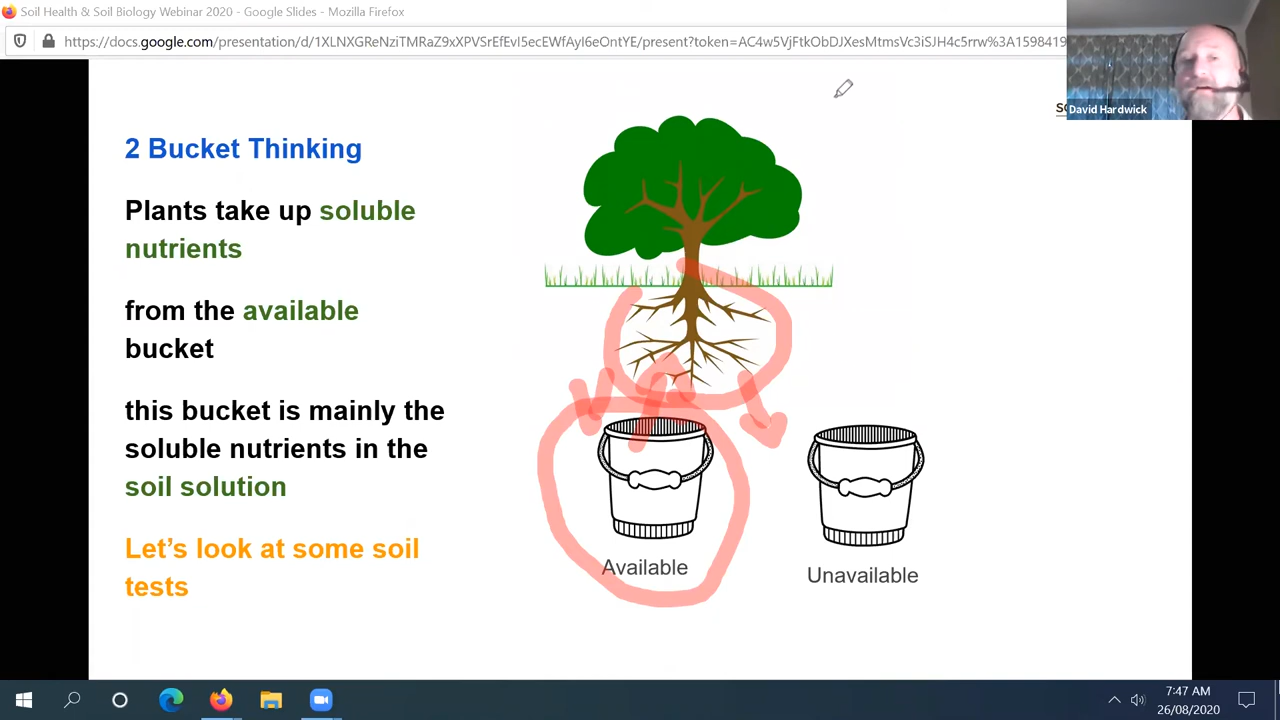 Soil Health & Soil Biology Webinar 2020 - Google Slides - Mozilla Firefox
https://docs.google.com/presentation/d/1XLNXGReNziTMRaZ9xXPVSrEfEvI5ecEWfAyI6eOntYE/present?token=AC4w5VjFtkObDJXesMtmsVc3iSJH4c5rrw%3A1598419
David Hardwick
2 Bucket Thinking
Plants take up soluble
nutrients
from the available
bucket
this bucket is mainly the
soluble nutrients in the
soil solution
Let’s look at some soil
tests
Available
Unavailable
7:47 AM
26/08/2020